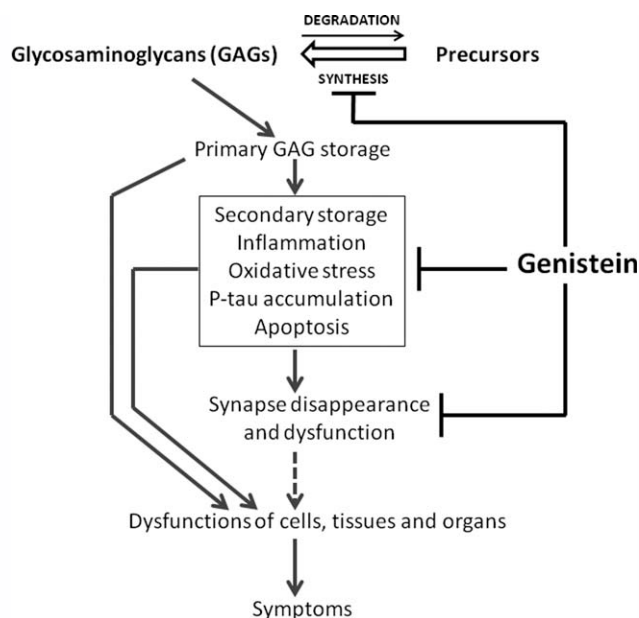 DEGRADATION
Glycosaminoglycans (GAGs)
Precursors
SYNTHESIS
Primary GAG storage
Secondary storage
Inflammation
Oxidative stress
P-tau accumulation
Apoptosis
Genistein
Synapse disappearance
and dysfunction
Dysfunctions of cells, tissues and organs
Symptoms